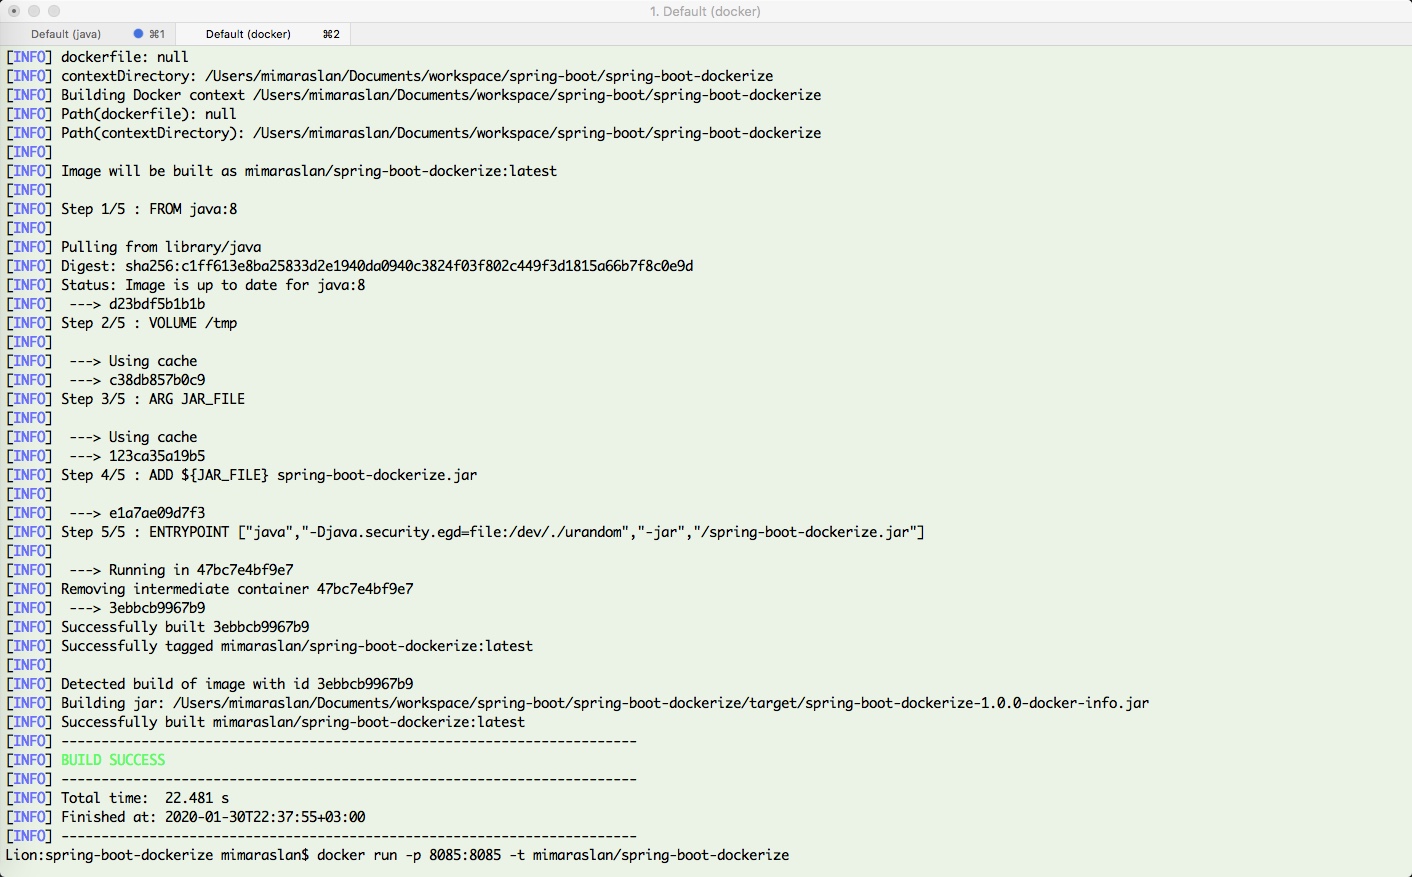 1. Default (docker)
Default (java) ⌘1 Default (docker) ⌘2
[INFO] dockerfile: null
[INFO] contextDirectory: /Users/mimaraslan/Documents/workspace/spring-boot/spring-boot-dockerize
[INFO] Building Docker context /Users/mimaraslan/Documents/workspace/spring-boot/spring-boot-dockerize
[INFO] Path(dockerfile): null
[INFO] Path(contextDirectory): /Users/mimaraslan/Documents/workspace/spring-boot/spring-boot-dockerize
[INFO]
[INFO] Image will be built as mimaraslan/spring-boot-dockerize:latest
[INFO]
[INFO] Step 1/5 : FROM java:8
[INFO]
[INFO] Pulling from library/java
[INFO] Digest: sha256:c1ff613e8ba25833d2e1940da0940c3824f03f802c449f3d1815a66b7f8c0e9d
[INFO] Status: Image is up to date for java:8
[INFO]  ---> d23bdf5b1b1b
[INFO] Step 2/5 : VOLUME /tmp
[INFO]
[INFO]  ---> Using cache
[INFO]  ---> c38db857b0c9
[INFO] Step 3/5 : ARG JAR_FILE
[INFO]
[INFO]  ---> Using cache
[INFO]  ---> 123ca35a19b5
[INFO] Step 4/5 : ADD ${JAR_FILE} spring-boot-dockerize.jar
[INFO]
[INFO]  ---> e1a7ae09d7f3
[INFO] Step 5/5 : ENTRYPOINT ["java","-Djava.security.egd=file:/dev/./urandom","-jar","/spring-boot-dockerize.jar"]
[INFO]
[INFO]  ---> Running in 47bc7e4bf9e7
[INFO] Removing intermediate container 47bc7e4bf9e7
[INFO]  ---> 3ebbcb9967b9
[INFO] Successfully built 3ebbcb9967b9
[INFO] Successfully tagged mimaraslan/spring-boot-dockerize:latest
[INFO]
[INFO] Detected build of image with id 3ebbcb9967b9
[INFO] Building jar: /Users/mimaraslan/Documents/workspace/spring-boot/spring-boot-dockerize/target/spring-boot-dockerize-1.0.0-docker-info.jar
[INFO] Successfully built mimaraslan/spring-boot-dockerize:latest
[INFO] ------------------------------------------------------------------------
[INFO] BUILD SUCCESS
[INFO] ------------------------------------------------------------------------
[INFO] Total time:  22.481 s
[INFO] Finished at: 2020-01-30T22:37:55+03:00
[INFO] ------------------------------------------------------------------------
Lion:spring-boot-dockerize mimaraslan$ docker run -p 8085:8085 -t mimaraslan/spring-boot-dockerize